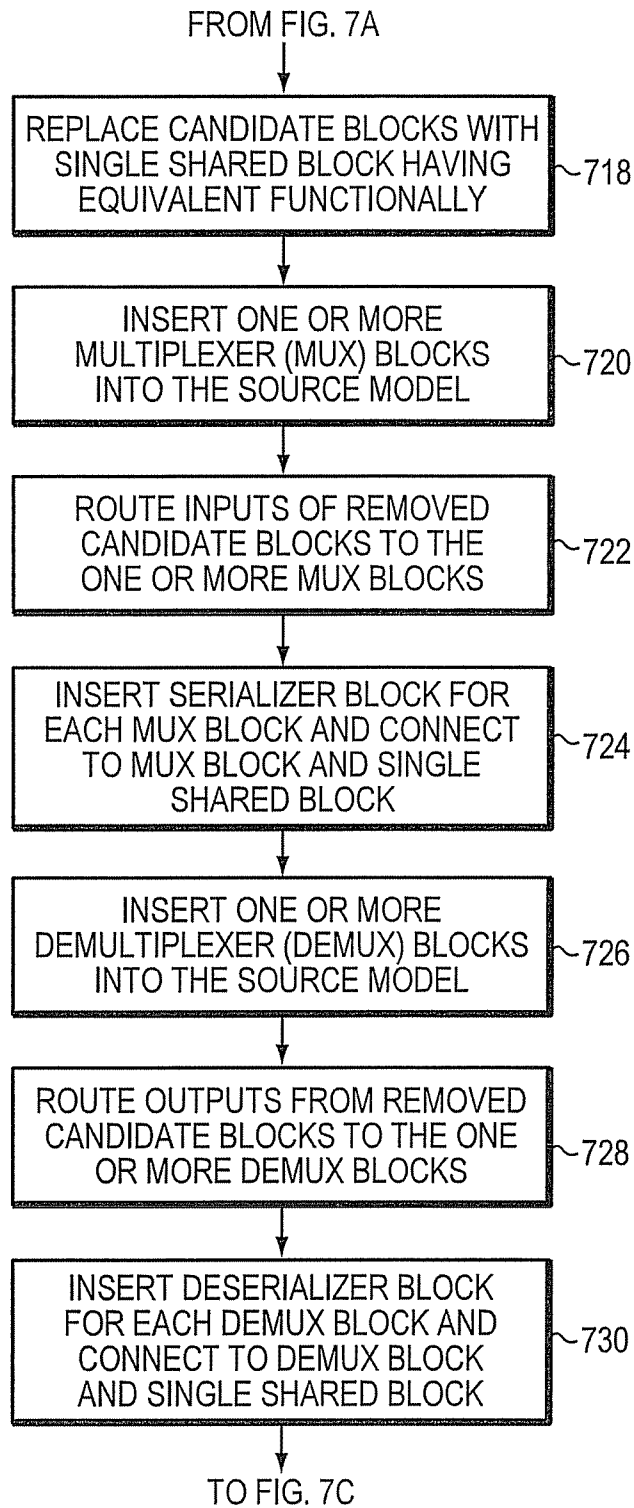 FROM FIG. 7A
REPLACE CANDIDATE BLOCKS WITH
SINGLE SHARED BLOCK HAVING
EQUIVALENT FUNCTIONALLY
718
INSERT ONE OR MORE
MULTIPLEXER (MUX) BLOCKS
INTO THE SOURCE MODEL
720
ROUTE INPUTS OF REMOVED
CANDIDATE BLOCKS TO THE
ONE OR MORE MUX BLOCKS
722
INSERT SERIALIZER BLOCK FOR
EACH MUX BLOCK AND CONNECT
TO MUX BLOCK AND SINGLE
SHARED BLOCK
724
INSERT ONE OR MORE
DEMULTIPLEXER (DEMUX) BLOCKS
INTO THE SOURCE MODEL
726
ROUTE OUTPUTS FROM REMOVED
CANDIDATE BLOCKS TO THE ONE
OR MORE DEMUX BLOCKS
728
INSERT DESERIALIZER BLOCK
FOR EACH DEMUX BLOCK AND
CONNECT TO DEMUX BLOCK
AND SINGLE SHARED BLOCK
730
TO FIG. 7C